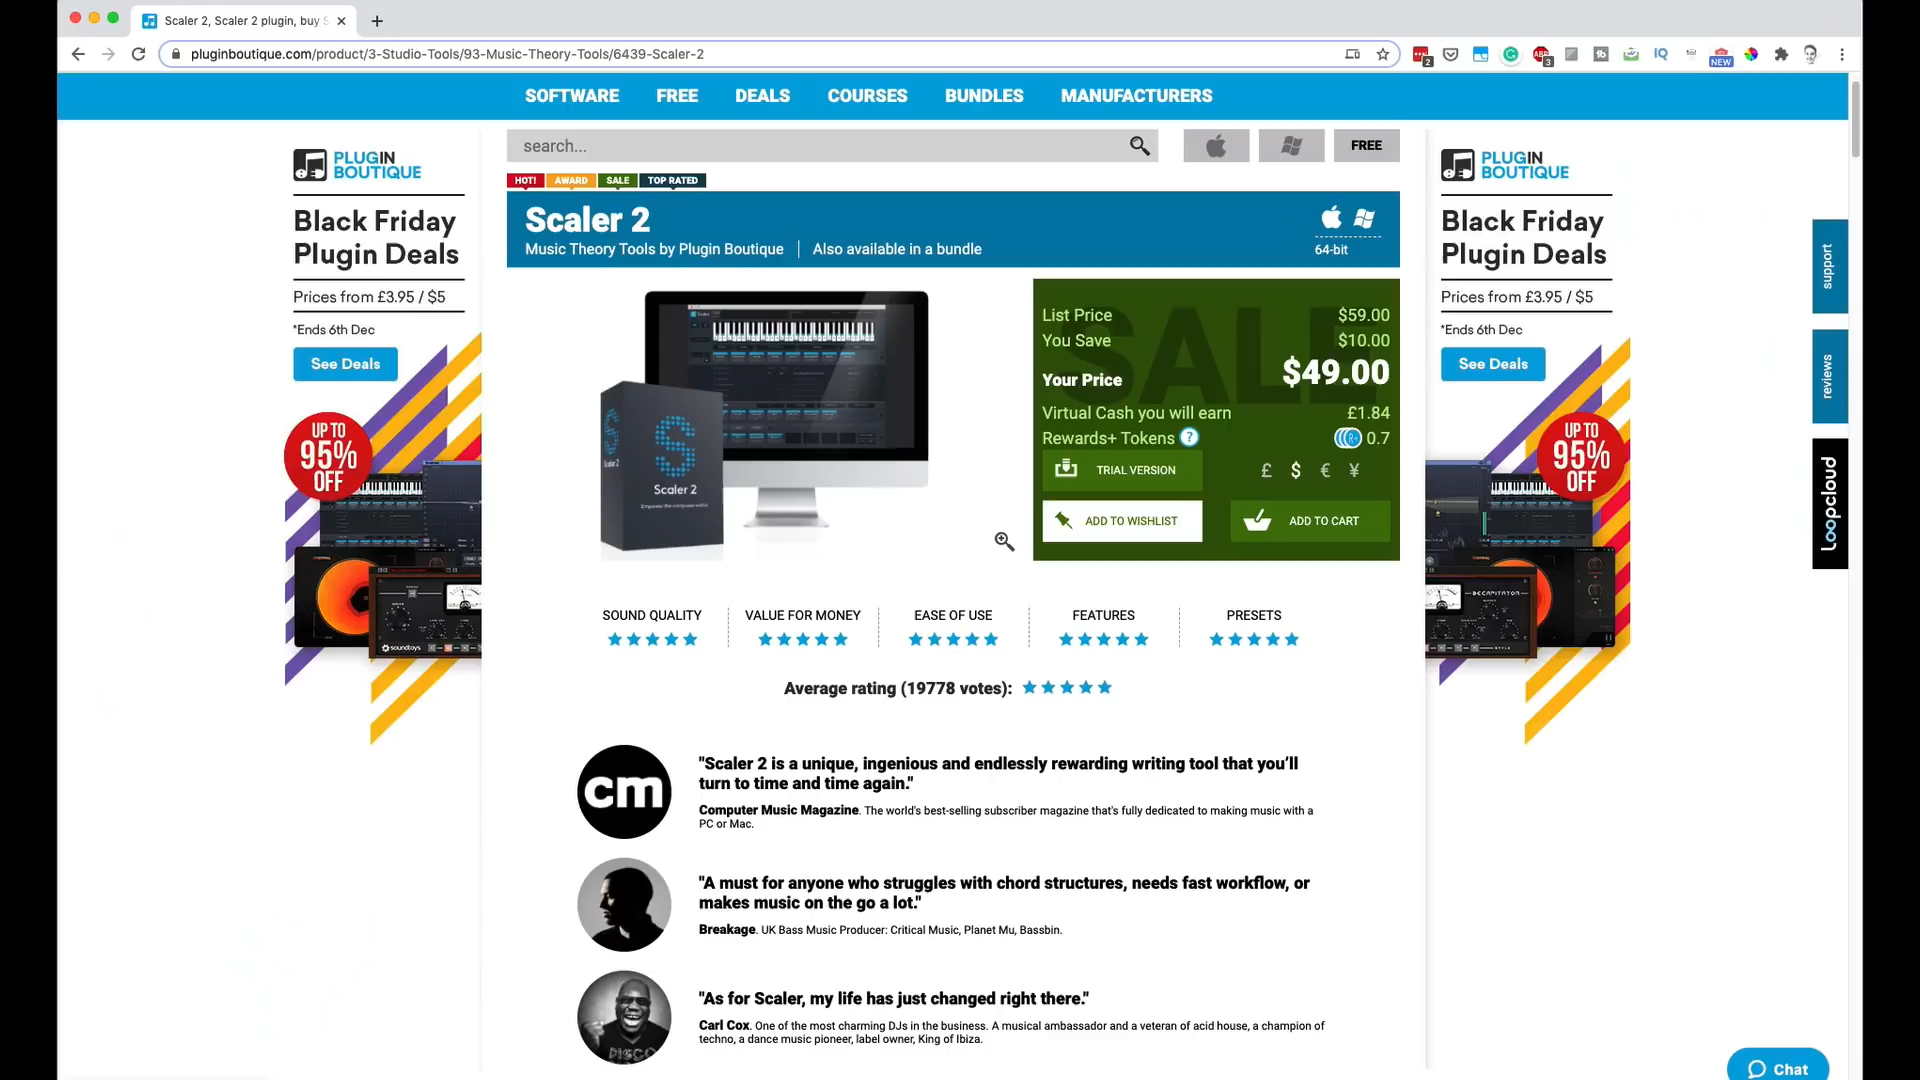 Scaler 2, Scaler 2 plugin, buy S
pluginboutique.com/product/3-Studio-Tools/93-Music-Theory-Tools/6439-Scaler-2
2
3
IQ
NEW
SOFTWARE FREE DEALS COURSES BUNDLES MANUFACTURERS
search...
FREE
HOT! AWARD SALE TOP RATED
Scaler 2
Music Theory Tools by Plugin Boutique | Also available in a bundle
64-bit
PLUGIN
BOUTIQUE
Black Friday
Plugin Deals
Prices from £3.95 / $5
*Ends 6th Dec
See Deals
UP TO
95%
OFF
soundtoys
Scaler 2
Scaler 2
SALE
List Price $59.00
You Save $10.00
Your Price $49.00
Virtual Cash you will earn £1.84
Rewards+ Tokens ? R+ 0.7
TRIAL VERSION
£ $ € ¥
ADD TO WISHLIST
ADD TO CART
PLUGIN
BOUTIQUE
Black Friday
Plugin Deals
Prices from £3.95 / $5
*Ends 6th Dec
See Deals
UP TO
95%
OFF
DECAPITATOR
support
reviews
loopcloud
SOUND QUALITY
VALUE FOR MONEY
EASE OF USE
FEATURES
PRESETS
Average rating (19778 votes):
cm
"Scaler 2 is a unique, ingenious and endlessly rewarding writing tool that you'll
turn to time and time again."
Computer Music Magazine. The world's best-selling subscriber magazine that's fully dedicated to making music with a
PC or Mac.
"A must for anyone who struggles with chord structures, needs fast workflow, or
makes music on the go a lot."
Breakage. UK Bass Music Producer: Critical Music, Planet Mu, Bassbin.
"As for Scaler, my life has just changed right there."
Carl Cox. One of the most charming DJs in the business. A musical ambassador and a veteran of acid house, a champion of
techno, a dance music pioneer, label owner, King of Ibiza.
DISCO
Chat